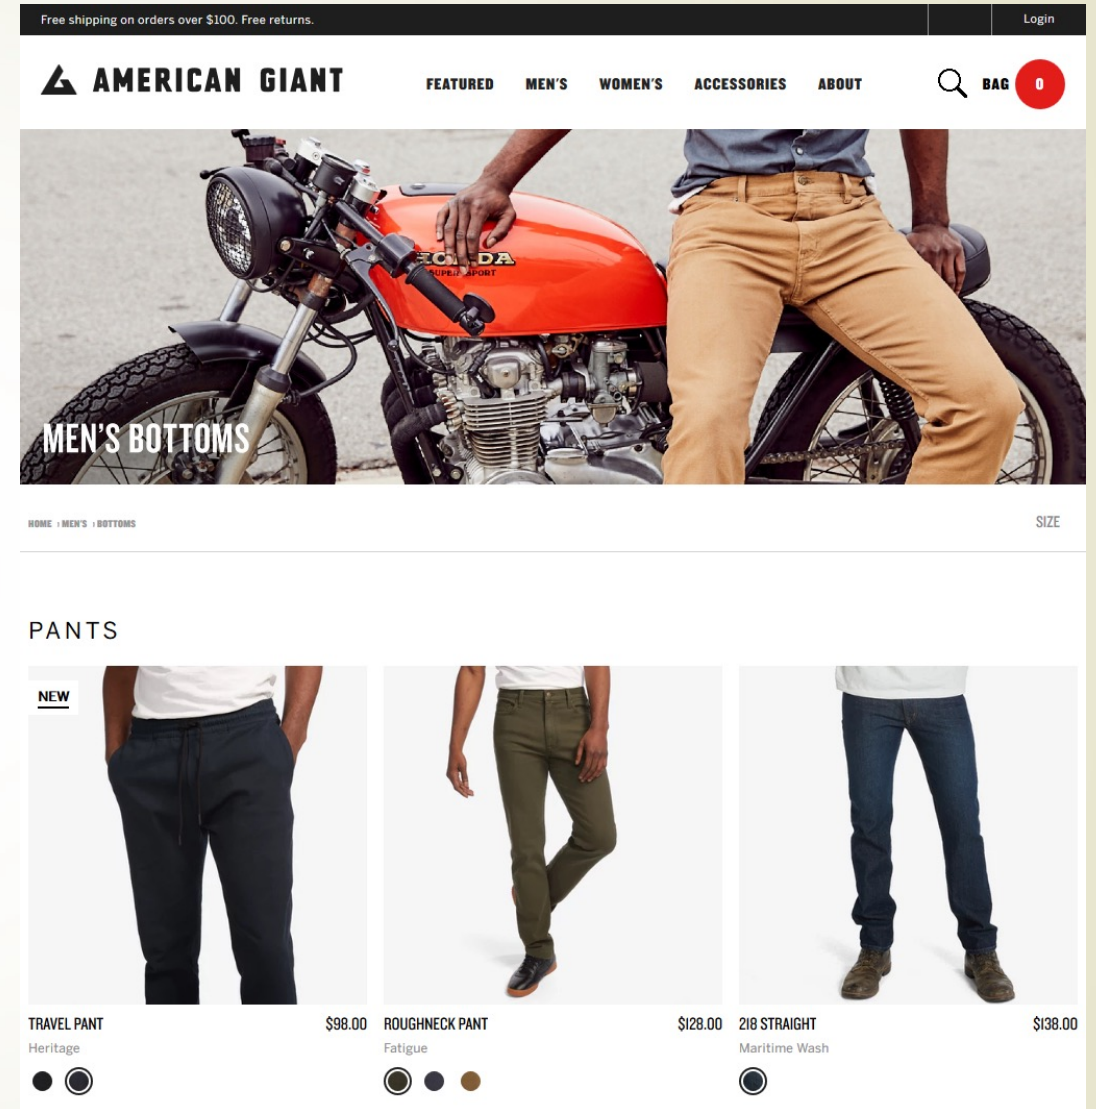 Free shipping on orders over $100. Free returns.
Login
AMERICAN GIANT
FEATURED MEN'S WOMEN'S ACCESSORIES ABOUT
BAG 0
HONDA
SUPER SPORT
MEN'S BOTTOMS
HOME › MEN'S › BOTTOMS
SIZE
PANTS
NEW
TRAVEL PANT $98.00
Heritage
ROUGHNECK PANT $128.00
Fatigue
218 STRAIGHT $138.00
Maritime Wash